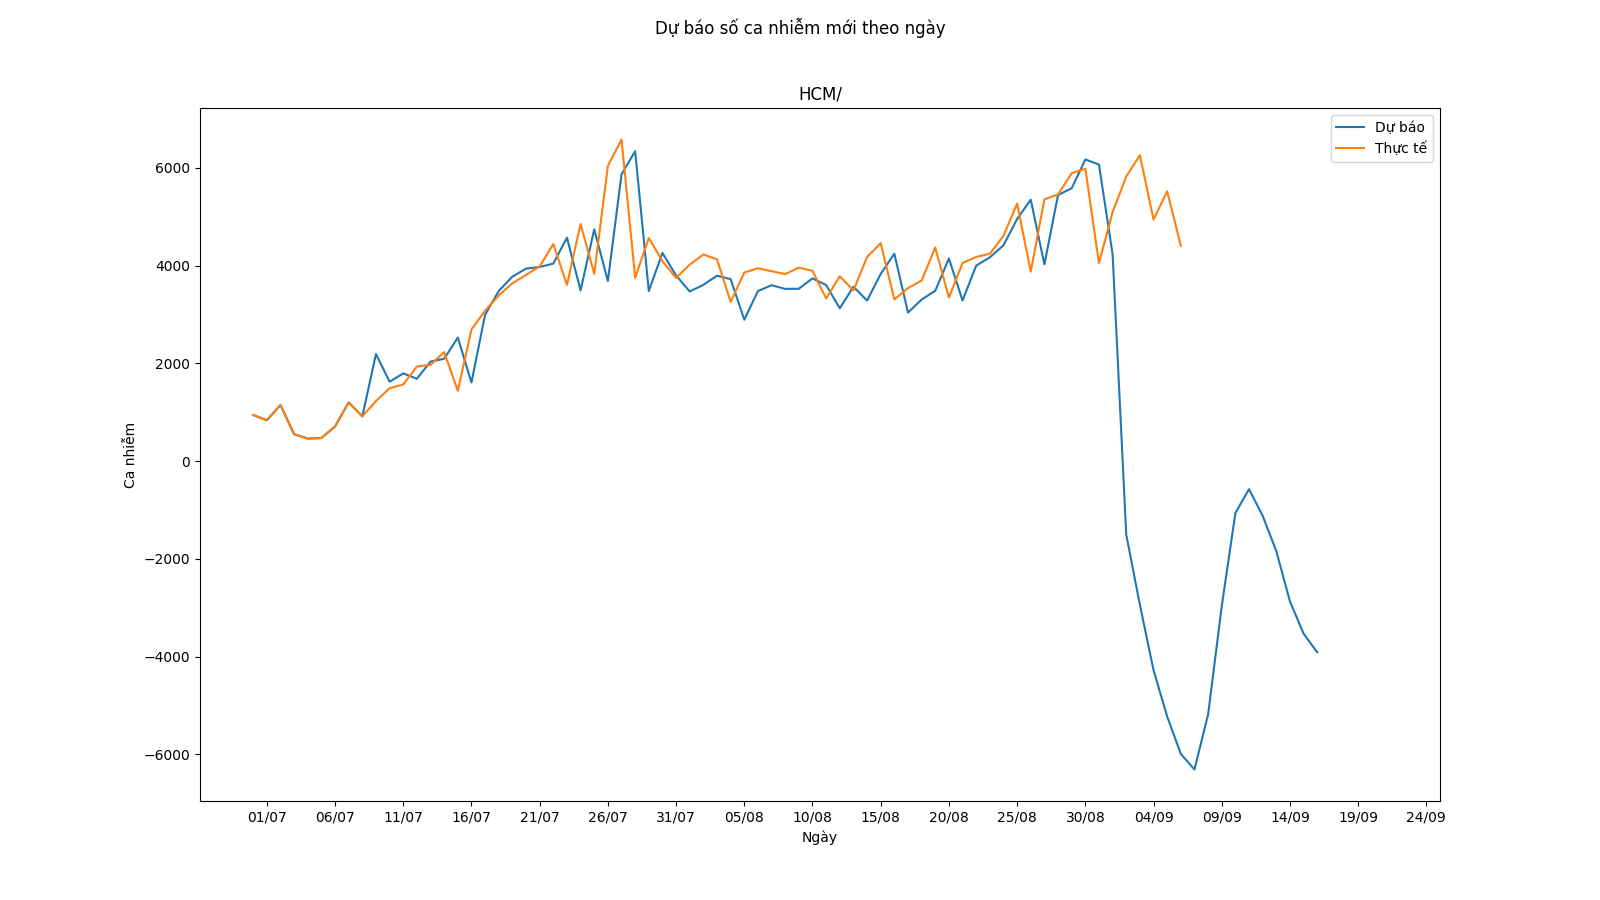 Dự báo số ca nhiễm mới theo ngày
HCM/
Dự báo
Thực tế
6000
4000
2000
0
−2000
−4000
−6000
Ca nhiễm
01/07 06/07 11/07 16/07 21/07 26/07 31/07 05/08 10/08 15/08 20/08 25/08 30/08 04/09 09/09 14/09 19/09 24/09
Ngày